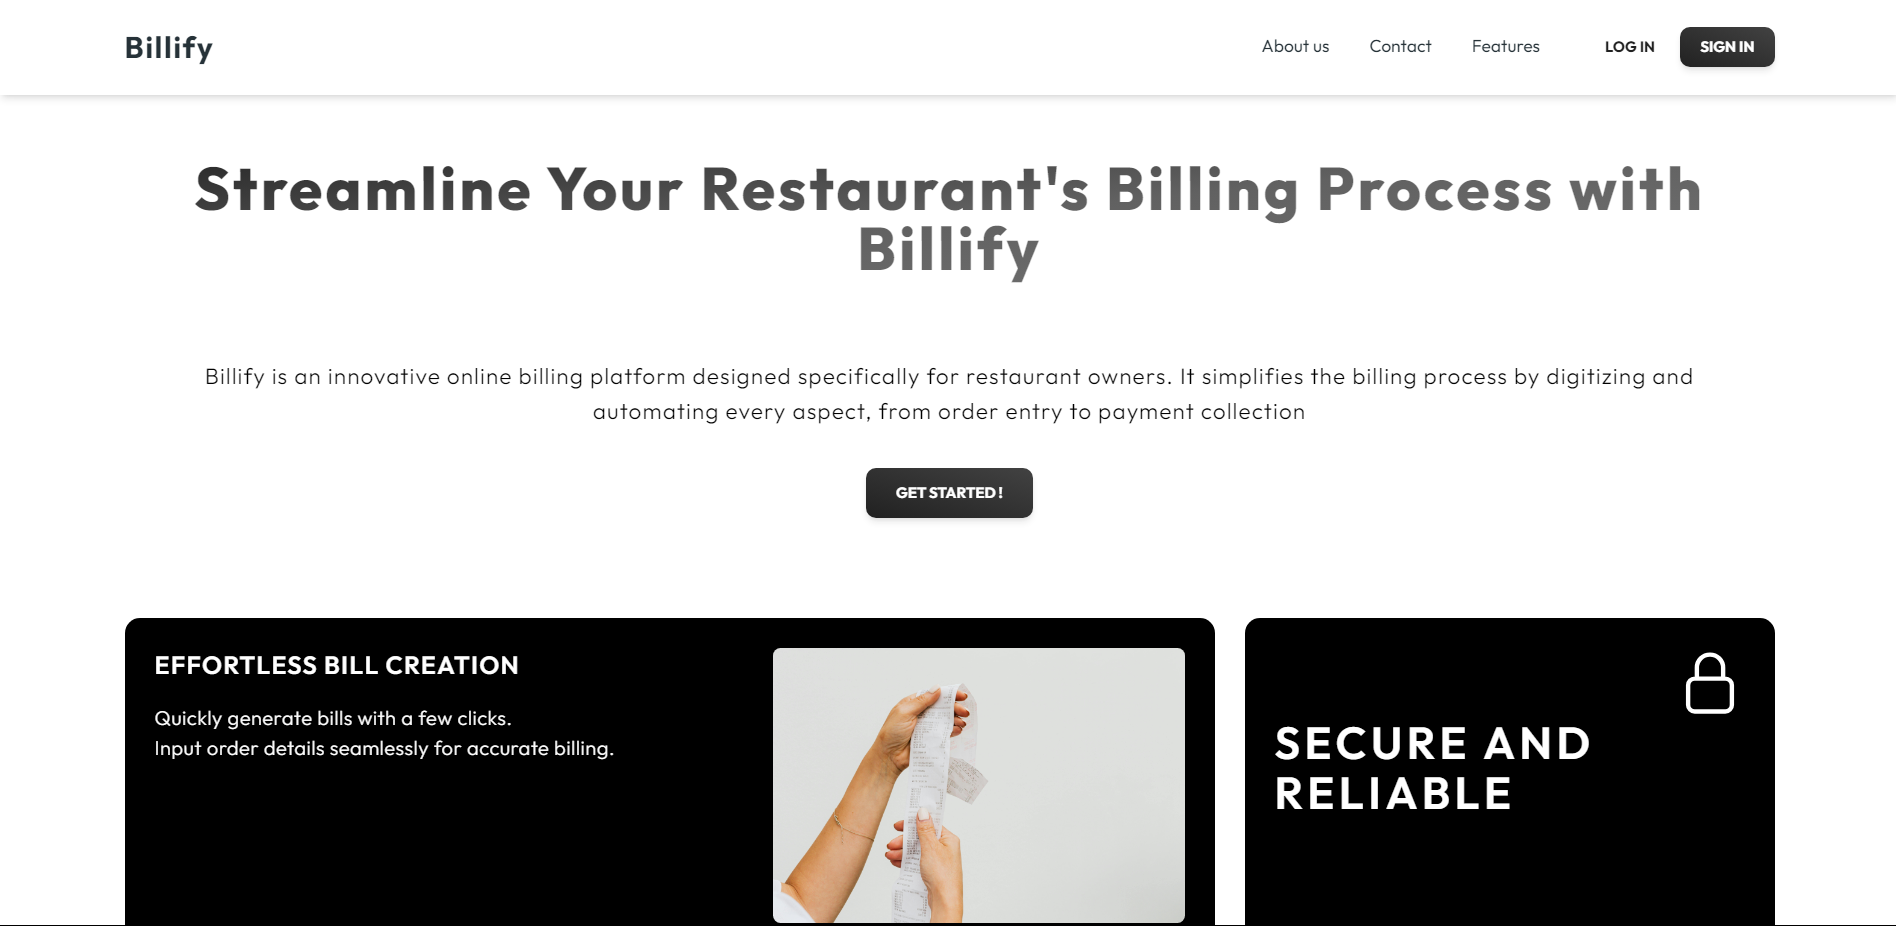 Billify
About us
Contact
Features
LOG IN
SIGN IN
Streamline Your Restaurant's Billing Process with
Billify
Billify is an innovative online billing platform designed specifically for restaurant owners. It simplifies the billing process by digitizing and
automating every aspect, from order entry to payment collection
GET STARTED !
EFFORTLESS BILL CREATION
Quickly generate bills with a few clicks.
Input order details seamlessly for accurate billing.
SECURE AND
RELIABLE